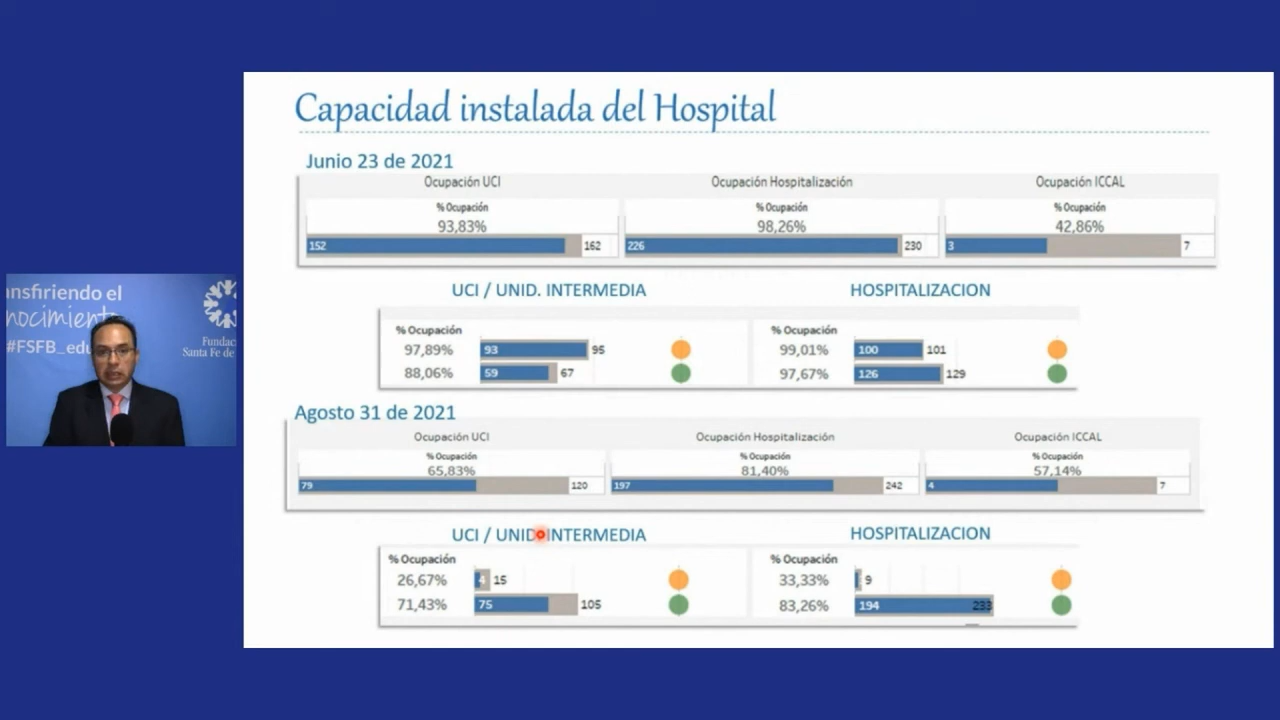 Capacidad instalada del Hospital
Junio 23 de 2021
Ocupación UCI
Ocupación Hospitalización
Ocupación ICCAL
% Ocupación
% Ocupación
% Ocupación
93,83%
98,26%
42,86%
152
162
226
230
3
7
UCI / UNID. INTERMEDIA
HOSPITALIZACION
% Ocupación
% Ocupación
97,89%
93
95
99,01%
100
101
88,06%
59
67
97,67%
126
129
Agosto 31 de 2021
Ocupación UCI
Ocupación Hospitalización
Ocupación ICCAL
% Ocupación
% Ocupación
% Ocupación
65,83%
81,40%
57,14%
79
120
197
242
4
7
UCI / UNID. INTERMEDIA
HOSPITALIZACION
% Ocupación
% Ocupación
26,67%
4
15
33,33%
9
71,43%
75
105
83,26%
194
233
nsfiriendo el
nocimient
#FSFB_edu
Fundac
Santa Fe de